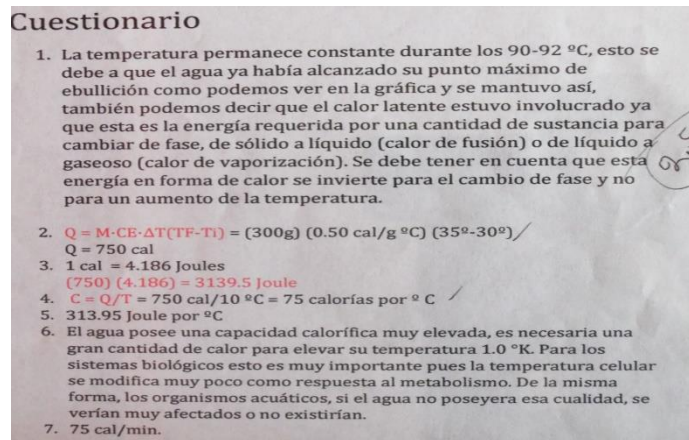 Cuestionario
1. La temperatura permanece constante durante los 90-92 ºC, esto se
debe a que el agua ya había alcanzado su punto máximo de
ebullición como podemos ver en la gráfica y se mantuvo así,
también podemos decir que el calor latente estuvo involucrado ya
que esta es la energía requerida por una cantidad de sustancia para
cambiar de fase, de sólido a líquido (calor de fusión) o de líquido a
gaseoso (calor de vaporización). Se debe tener en cuenta que esta
energía en forma de calor se invierte para el cambio de fase y no
para un aumento de la temperatura.
2. Q = M·CE·ΔT(TF-Ti) = (300g) (0.50 cal/g ºC) (35º-30º)
Q = 750 cal
3. 1 cal = 4.186 Joules
(750) (4.186) = 3139.5 Joule
4. C = Q/T = 750 cal/10 ºC = 75 calorías por º C
5. 313.95 Joule por ºC
6. El agua posee una capacidad calorífica muy elevada, es necesaria una
gran cantidad de calor para elevar su temperatura 1.0 °K. Para los
sistemas biológicos esto es muy importante pues la temperatura celular
se modifica muy poco como respuesta al metabolismo. De la misma
forma, los organismos acuáticos, si el agua no poseyera esa cualidad, se
verían muy afectados o no existirían.
7. 75 cal/min.